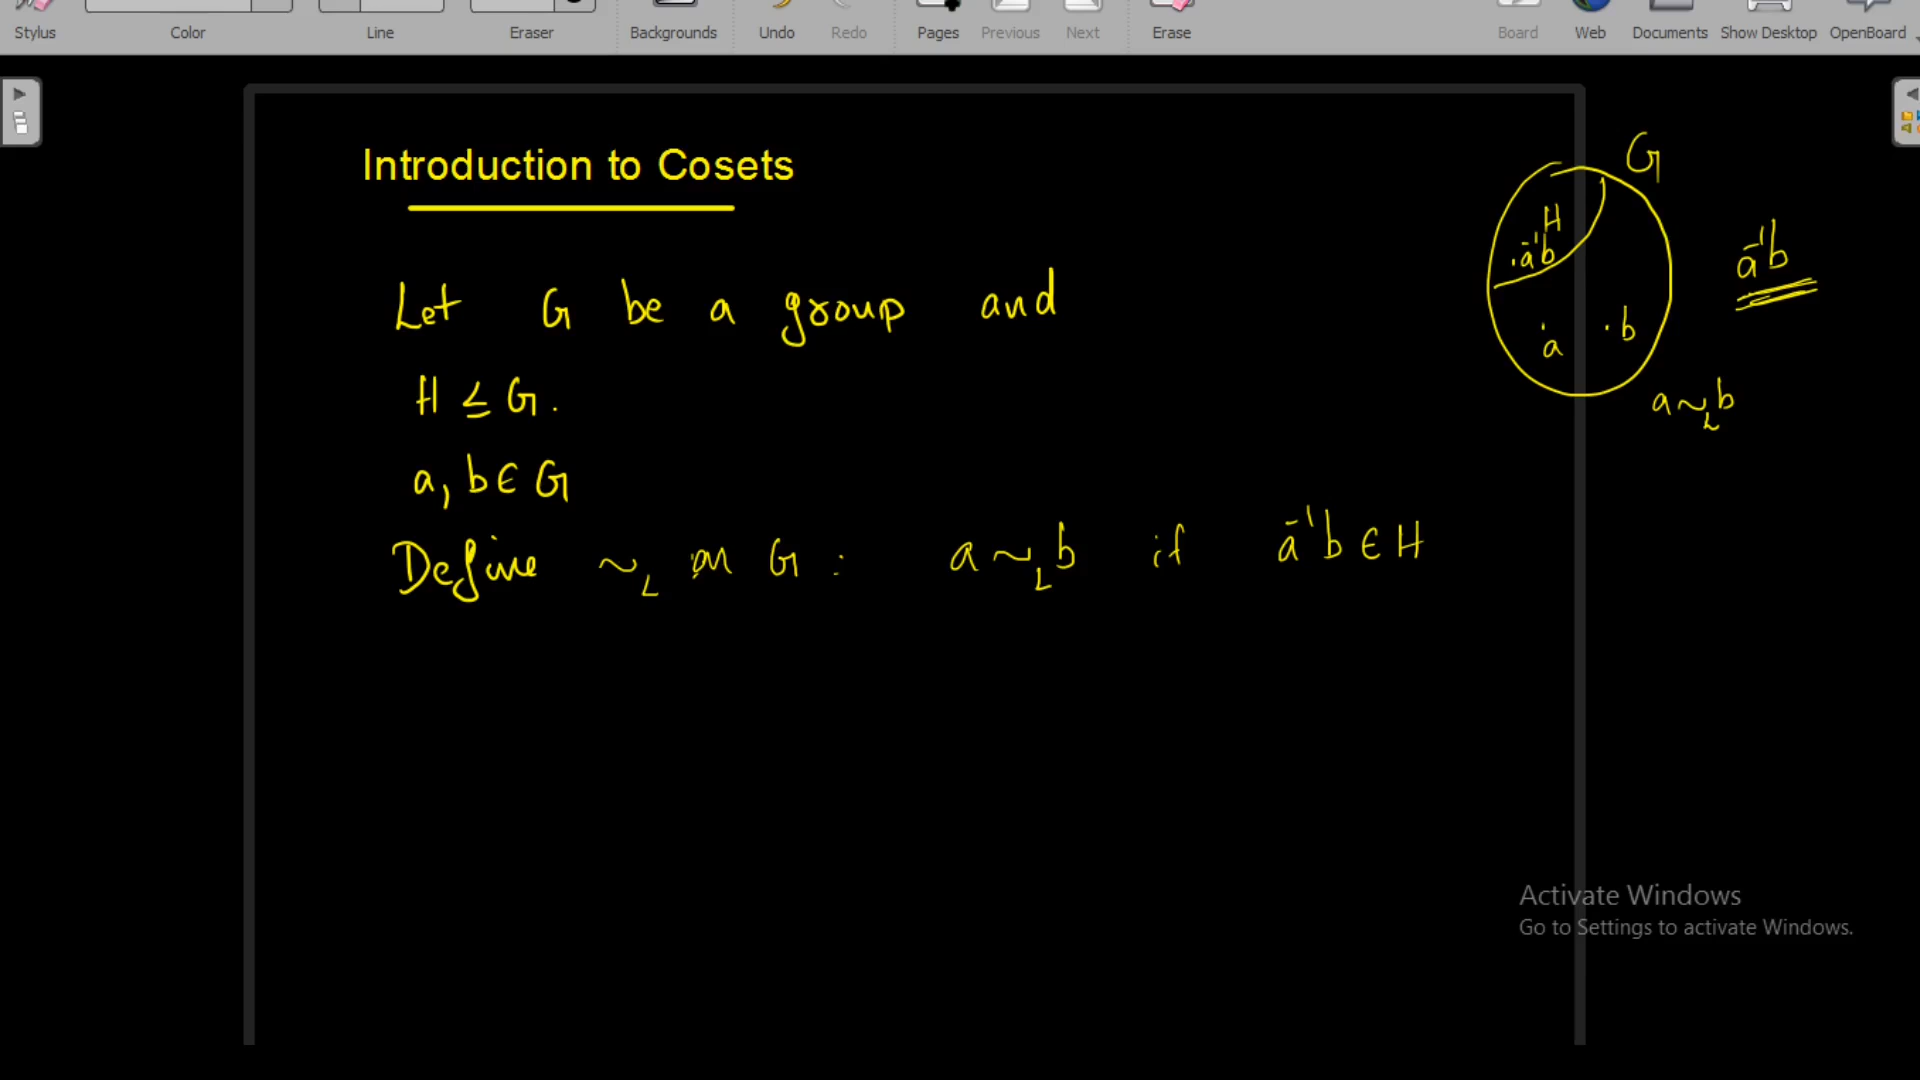 Stylus Color Line Eraser Backgrounds Undo Redo Pages Previous Next Erase Board Web Documents Show Desktop OpenBoard
Introduction to Cosets
Let G be a group and
H ≤ G.
a, b ∈ G
Define ~L on G : a ~L b if a⁻¹b ∈ H
G
H
a⁻¹b
a⁻¹b
a
b
a ~L b
Activate Windows
Go to Settings to activate Windows.